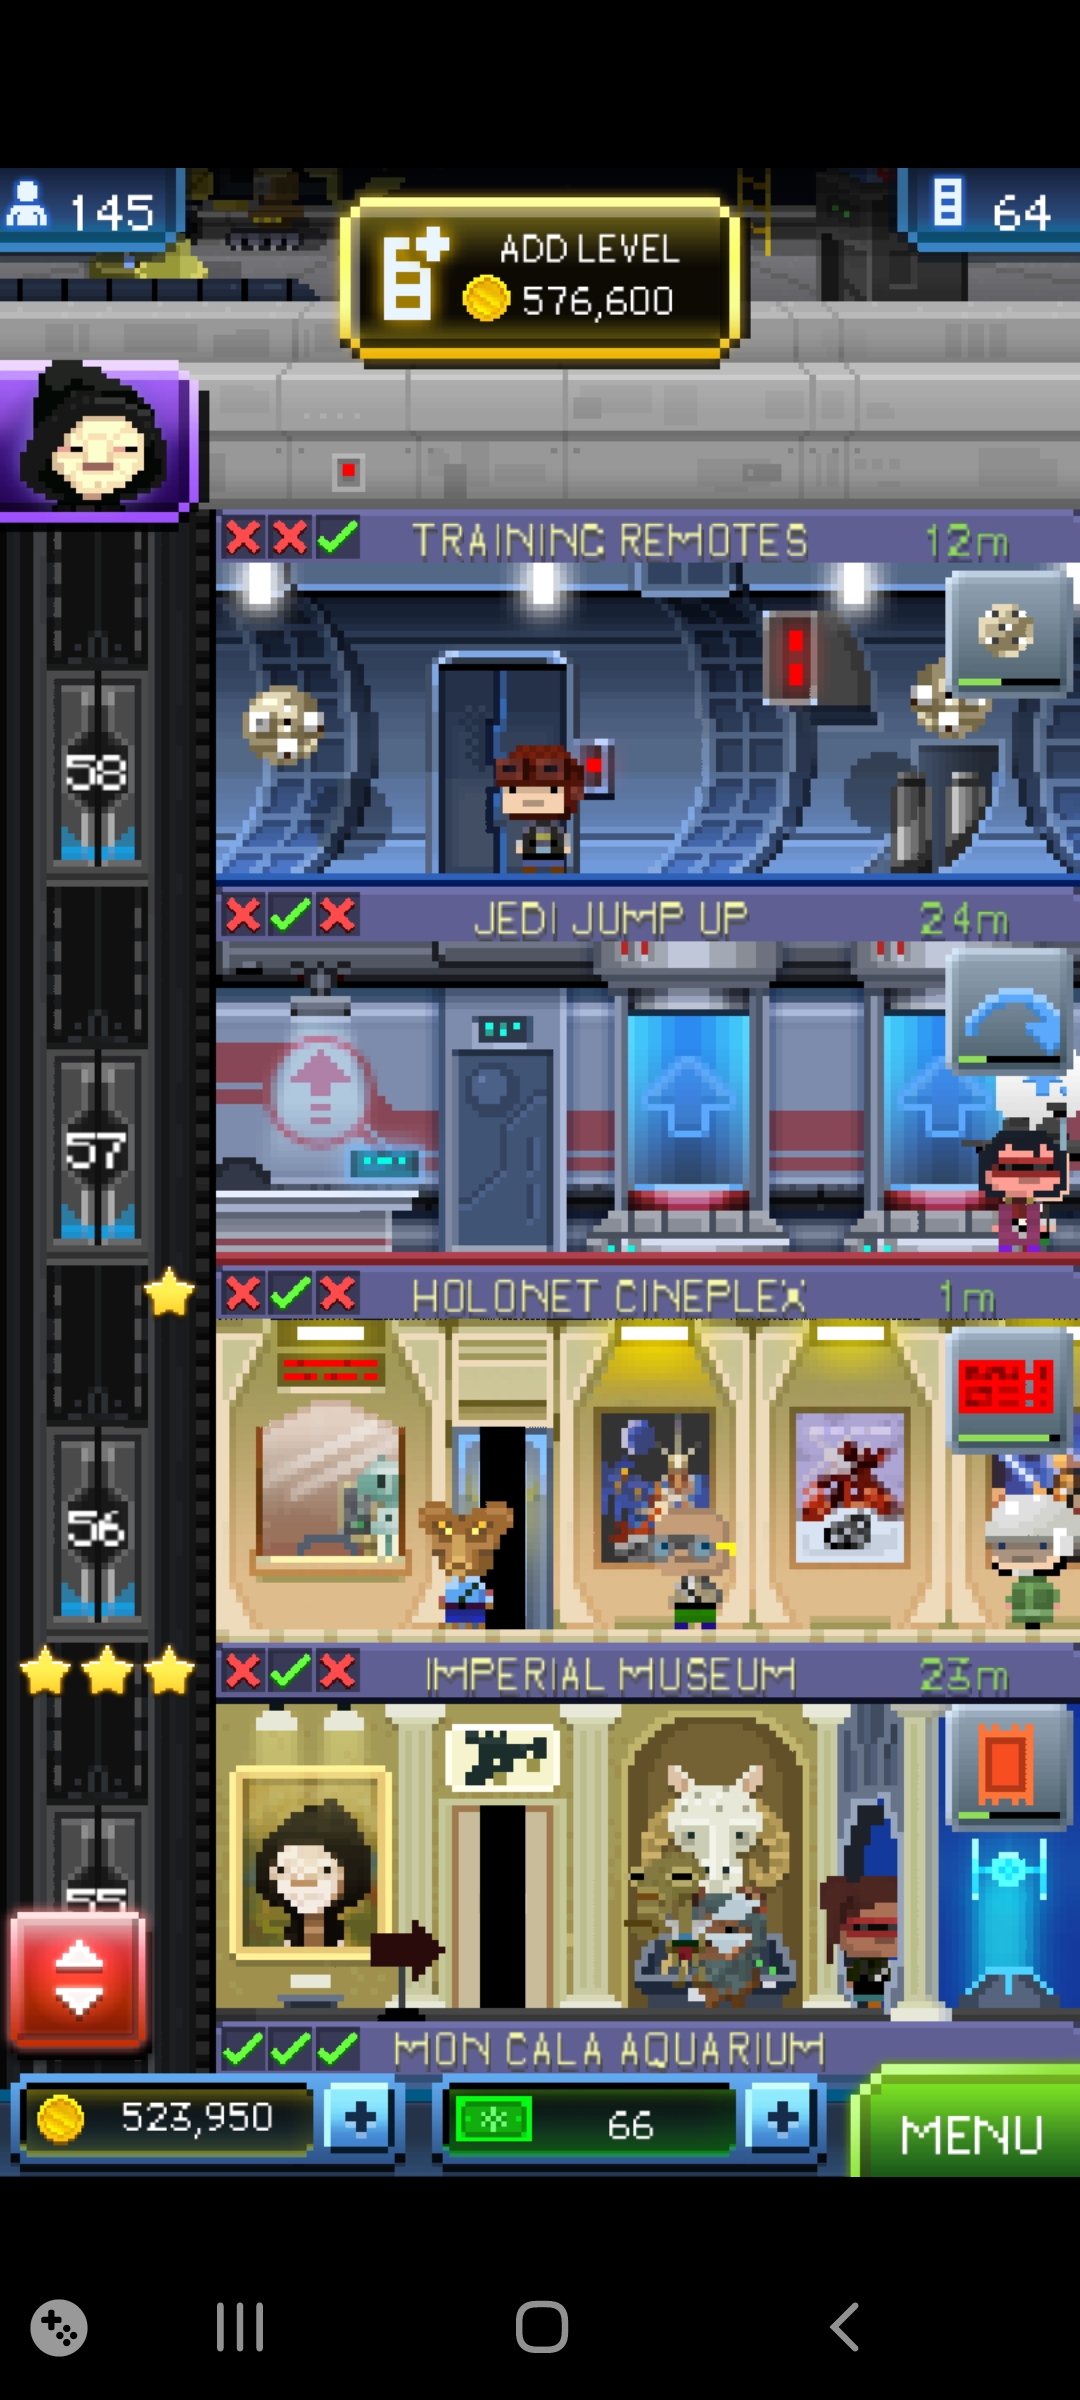 145
ADD LEVEL
576,600
64
TRAINING REMOTES 12m
58
JEDI JUMP UP 24m
57
HOLONET CINEPLEX 1m
56
IMPERIAL MUSEUM 23m
55
MON CALA AQUARIUM
523,950
66
MENU